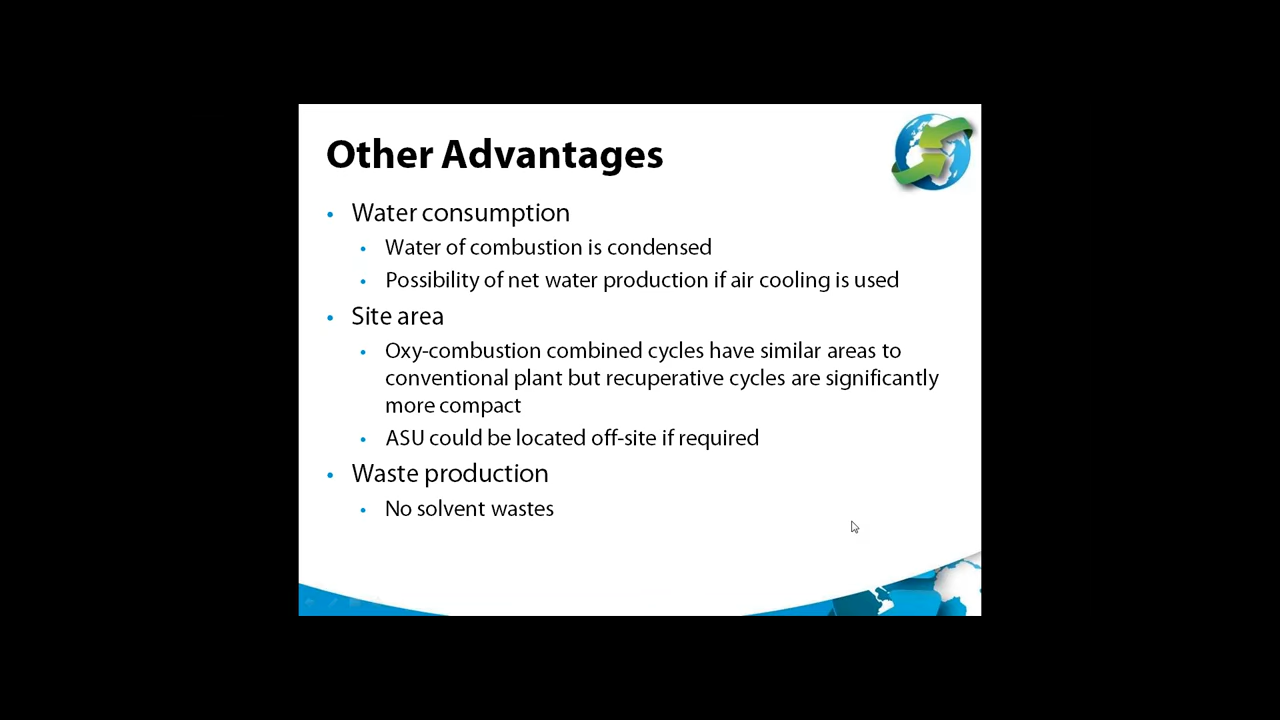 Other Advantages
• Water consumption
• Water of combustion is condensed
• Possibility of net water production if air cooling is used
• Site area
• Oxy-combustion combined cycles have similar areas to
conventional plant but recuperative cycles are significantly
more compact
• ASU could be located off-site if required
• Waste production
• No solvent wastes